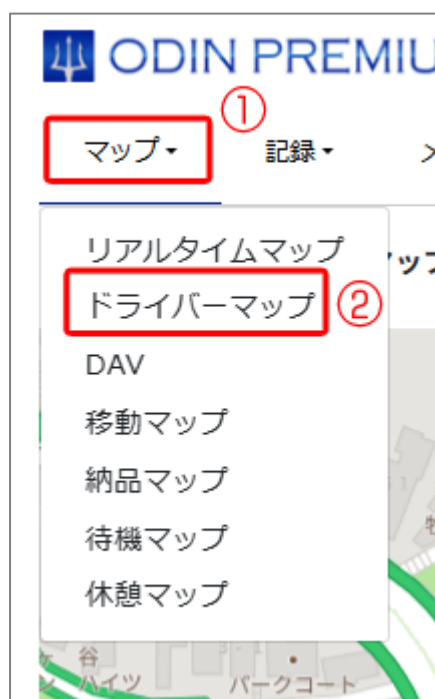 ODIN PREMIU
①
マップ
記録
リアルタイムマップ
ドライバーマップ ②
DAV
移動マップ
納品マップ
待機マップ
休憩マップ
谷
ハイツ
パークコート